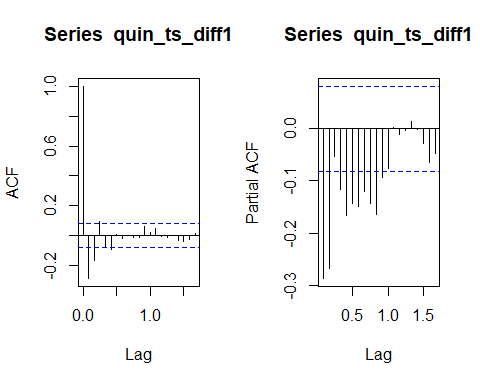 Series  quin_ts_diff1
ACF
1.0
0.6
0.2
-0.2
0.0
1.0
Lag
Series  quin_ts_diff1
Partial ACF
0.0
-0.1
-0.2
-0.3
0.5
1.0
1.5
Lag